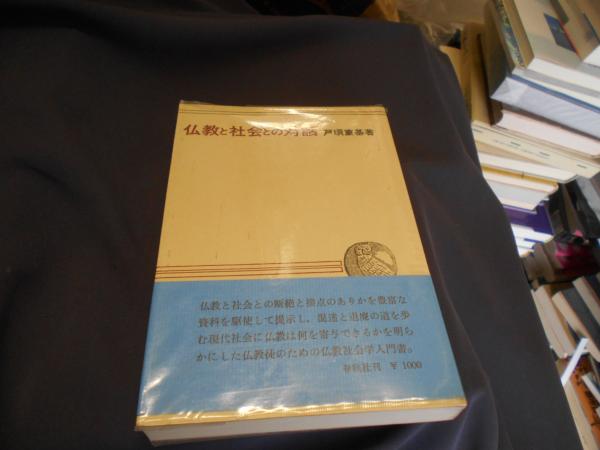 仏教と社会との対話 戸頃重基著
仏教と社会との断絶と接点のありかを豊富な
資料を駆使して提示し、混迷と退廃の道を歩
む現代社会に仏教は何を寄与できるかを明ら
かにした仏教徒のための仏教社会学入門書。
春秋社刊 ¥ 1000